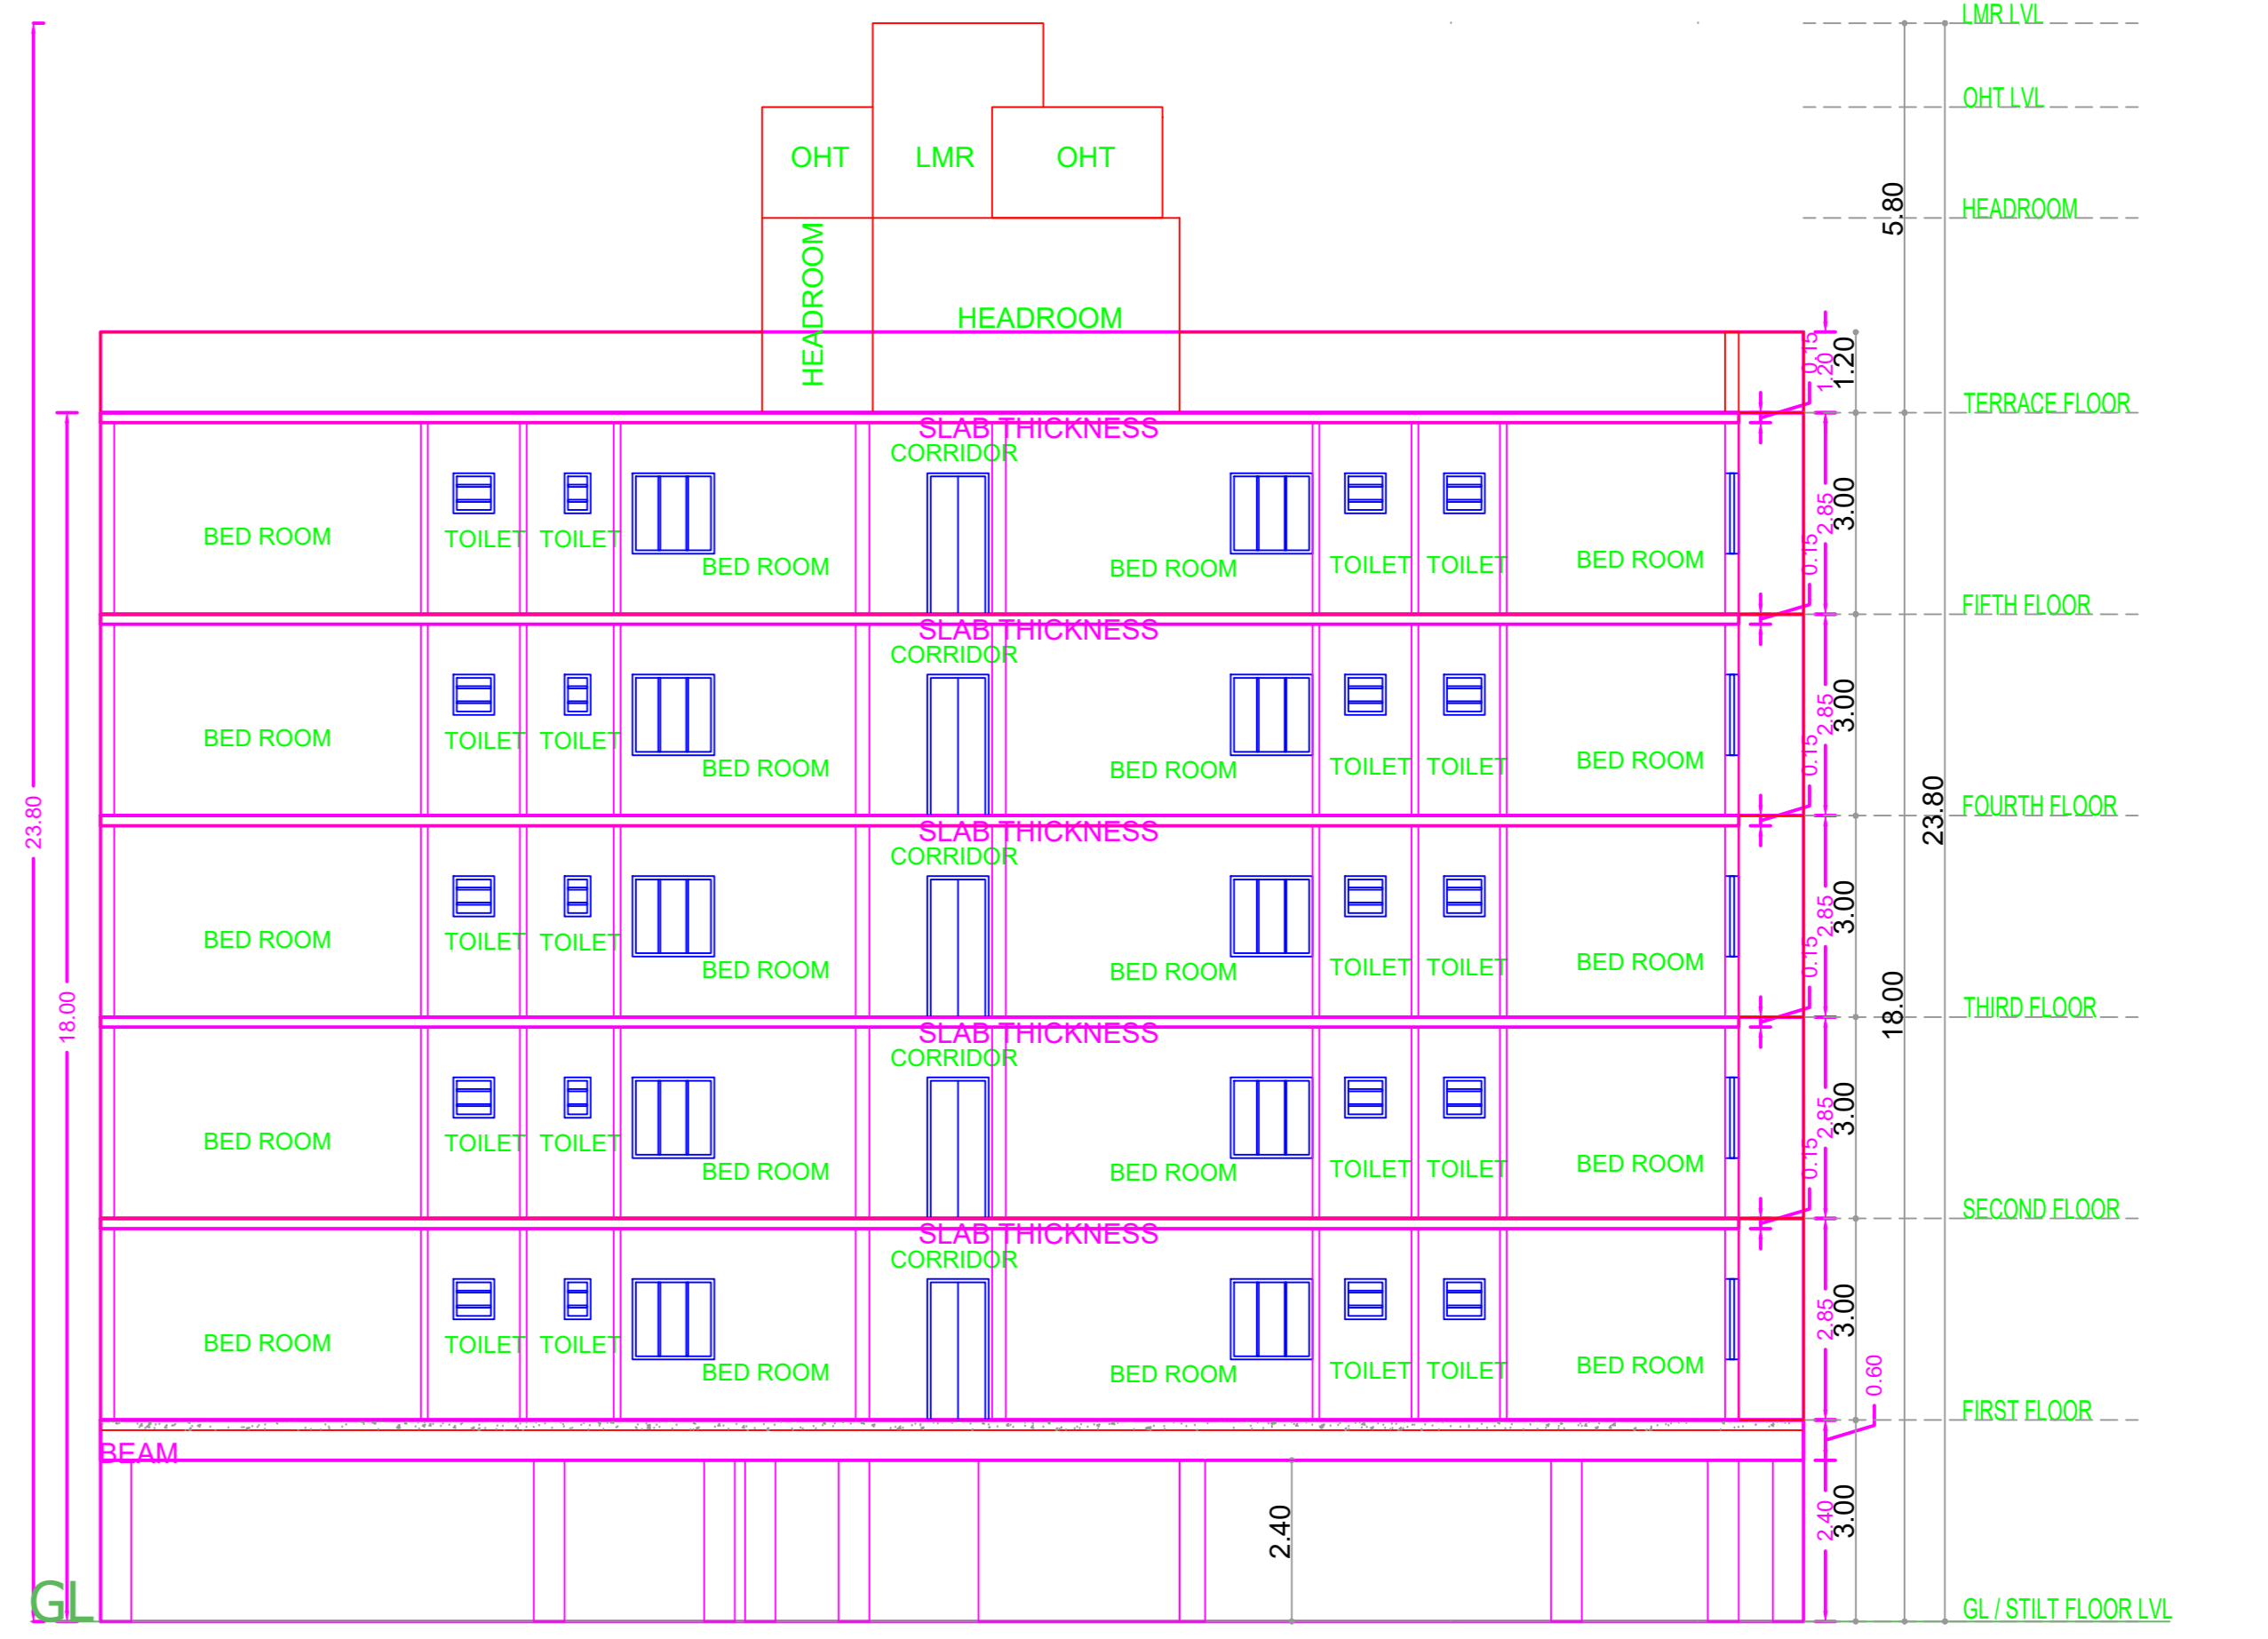 LMR LVL
OHT LVL
OHT
LMR
OHT
5.80
HEADROOM
HEADROOM
HEADROOM
0.15
1.20
1.20
TERRACE FLOOR
SLAB THICKNESS
CORRIDOR
BED ROOM
TOILET
TOILET
BED ROOM
BED ROOM
TOILET
TOILET
BED ROOM
2.85
3.00
0.15
FIFTH FLOOR
SLAB THICKNESS
CORRIDOR
BED ROOM
TOILET
TOILET
BED ROOM
BED ROOM
TOILET
TOILET
BED ROOM
2.85
3.00
0.15
23.80
23.80
FOURTH FLOOR
SLAB THICKNESS
CORRIDOR
BED ROOM
TOILET
TOILET
BED ROOM
BED ROOM
TOILET
TOILET
BED ROOM
2.85
3.00
0.15
18.00
18.00
THIRD FLOOR
SLAB THICKNESS
CORRIDOR
BED ROOM
TOILET
TOILET
BED ROOM
BED ROOM
TOILET
TOILET
BED ROOM
2.85
3.00
0.15
SECOND FLOOR
SLAB THICKNESS
CORRIDOR
BED ROOM
TOILET
TOILET
BED ROOM
BED ROOM
TOILET
TOILET
BED ROOM
2.85
3.00
0.60
FIRST FLOOR
BEAM
2.40
2.40
3.00
GL
GL / STILT FLOOR LVL